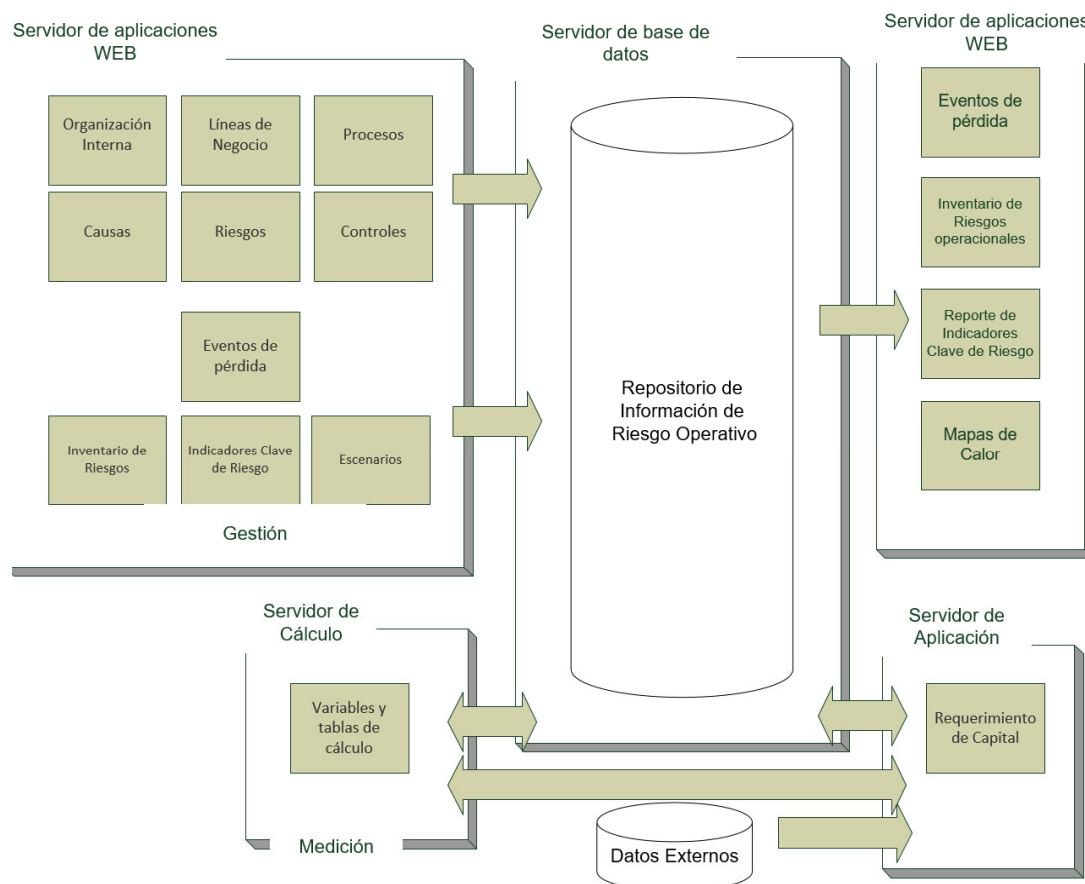 Servidor de aplicaciones
WEB
Organización
Interna
Líneas de
Negocio
Procesos
Causas
Riesgos
Controles
Eventos de
pérdida
Inventario de
Riesgos
Indicadores Clave
de Riesgo
Escenarios
Gestión
Servidor de base de
datos
Repositorio de
Información de
Riesgo Operativo
Servidor de aplicaciones
WEB
Eventos de
pérdida
Inventario de
Riesgos
operacionales
Reporte de
Indicadores
Clave de Riesgo
Mapas de
Calor
Servidor de
Cálculo
Variables y
tablas de
cálculo
Medición
Datos Externos
Servidor de
Aplicación
Requerimiento
de Capital